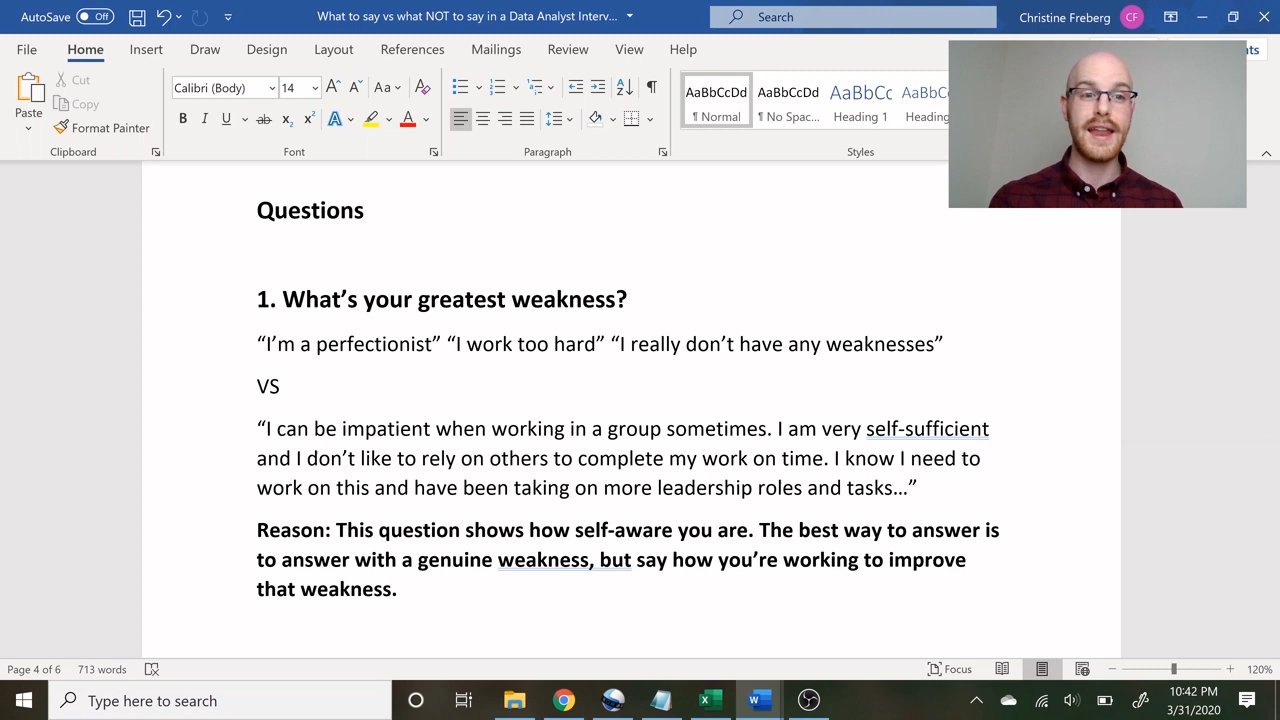 AutoSave Off What to say vs what NOT to say in a Data Analyst Interv... Search Christine Freberg CF
File Home Insert Draw Design Layout References Mailings Review View Help
Paste Cut Copy Format Painter
Calibri (Body) 14
AaBbCcDd AaBbCcDd AaBbCc AaBbCc
¶ Normal ¶ No Spac... Heading 1 Heading
Clipboard Font Paragraph Styles
Questions
1. What’s your greatest weakness?
“I’m a perfectionist” “I work too hard” “I really don’t have any weaknesses”
VS
“I can be impatient when working in a group sometimes. I am very self-sufficient
and I don’t like to rely on others to complete my work on time. I know I need to
work on this and have been taking on more leadership roles and tasks…”
Reason: This question shows how self-aware you are. The best way to answer is
to answer with a genuine weakness, but say how you’re working to improve
that weakness.
Page 4 of 6 713 words Focus 120%
Type here to search 10:42 PM
3/31/2020